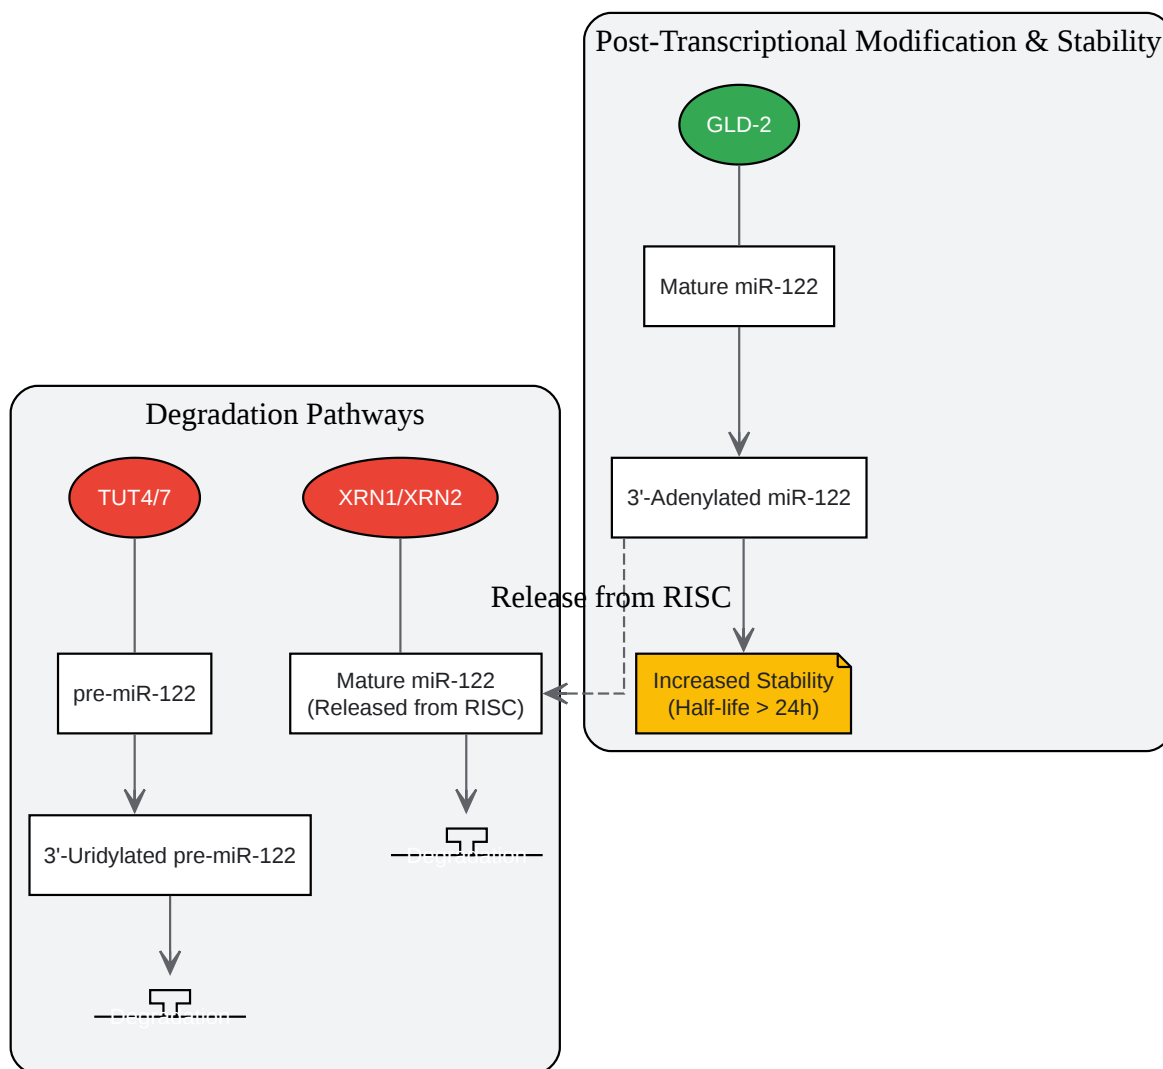 Post-Transcriptional Modification & Stability
GLD-2
Mature miR-122
3'-Adenylated miR-122
Release from RISC
Increased Stability
(Half-life > 24h)
Degradation Pathways
TUT4/7
XRN1/XRN2
pre-miR-122
Mature miR-122
(Released from RISC)
3'-Uridylated pre-miR-122
Degradation
Degradation